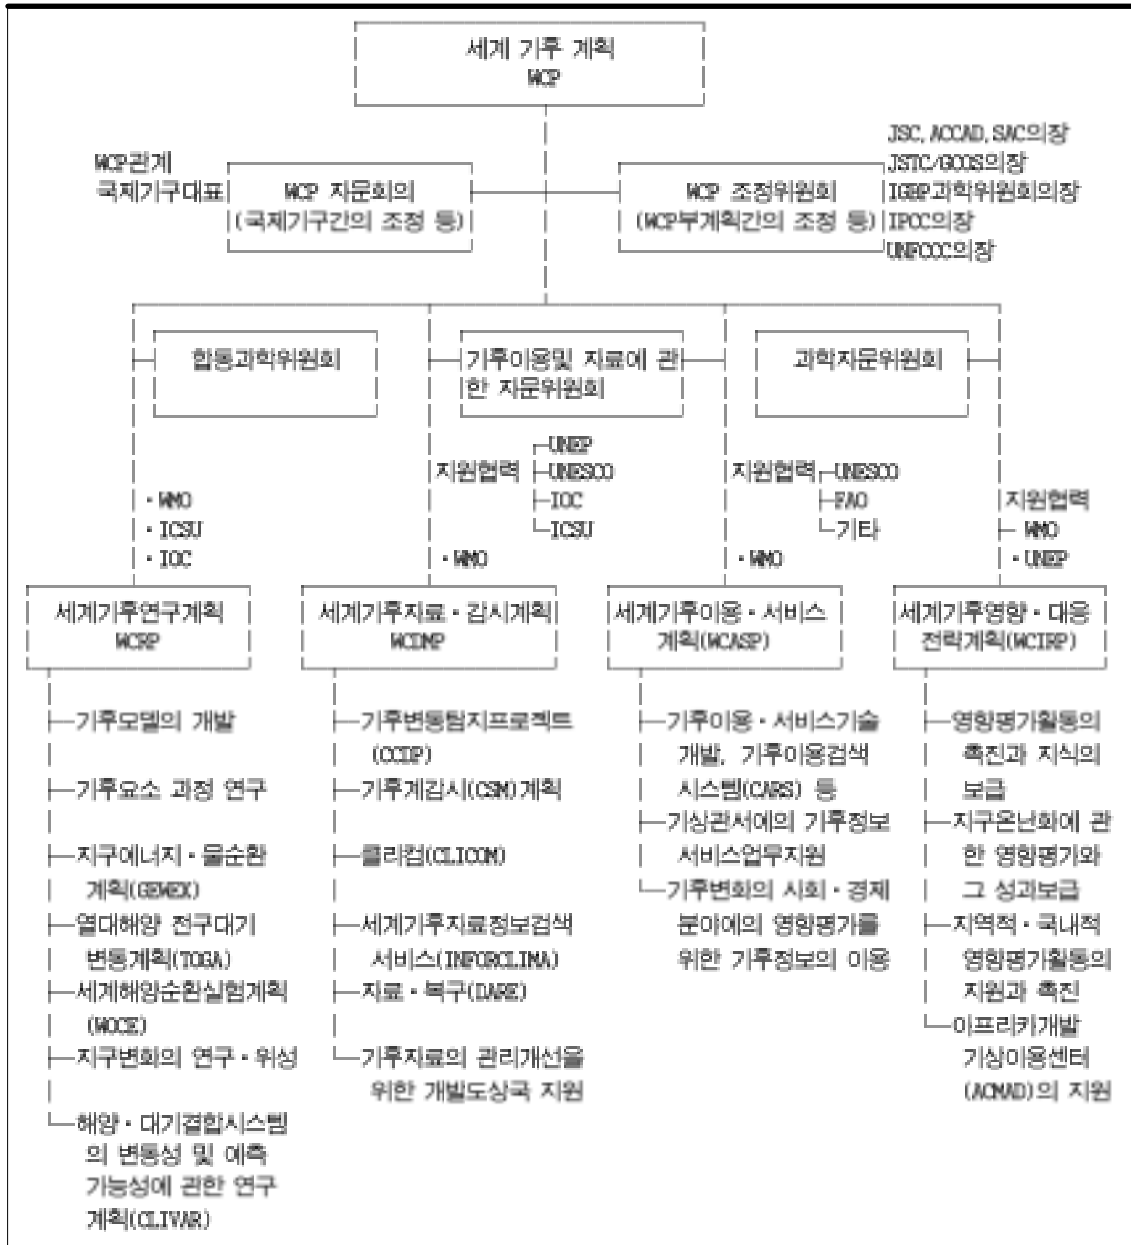 세계 기후 계획
WCP
WCP관계
국제기구대표
WCP 자문회의
(국제기구간의 조정 등)
WCP 조정위원회
(WCP부계획간의 조정 등)
JSC, ACCAD, SAC의장
JSTC/GCOS의장
IGBP과학위원회의장
IPCC의장
UNFCCC의장
합동과학위원회
기후이용및 자료에 관
한 자문위원회
과학자문위원회
·WMO
·ICSU
·IOC
지원협력
UNEP
UNESCO
IOC
ICSU
·WMO
지원협력
UNESCO
FAO
기타
·WMO
지원협력
WMO
·UNEP
세계기후연구계획
WCRP
기후모델의 개발
기후요소 과정 연구
지구에너지·물순환
계획(GEWEX)
열대해양 전구대기
변동계획(TOGA)
세계해양순환실험계획
(WOCE)
지구변화의 연구·위성
해양·대기결합시스템
의 변동성 및 예측
가능성에 관한 연구
계획(CLIVAR)
세계기후자료·감시계획
WCDMP
기후변동탐지프로젝트
(CCDP)
기후계감시(CSM)계획
클리컴(CLICOM)
세계기후자료정보검색
서비스(INFORCLIMA)
자료·복구(DARE)
기후자료의 관리개선을
위한 개발도상국 지원
세계기후이용·서비스
계획(WCASP)
기후이용·서비스기술
개발, 기후이용검색
시스템(CARS) 등
기상관서에의 기후정보
서비스업무지원
기후변화의 사회·경제
분야에의 영향평가를
위한 기후정보의 이용
세계기후영향·대응
전략계획(WCIRP)
영향평가활동의
촉진과 지식의
보급
지구온난화에 관
한 영향평가와
그 성과보급
지역적·국내적
영향평가활동의
지원과 촉진
아프리카개발
기상이용센터
(ACMAD)의 지원